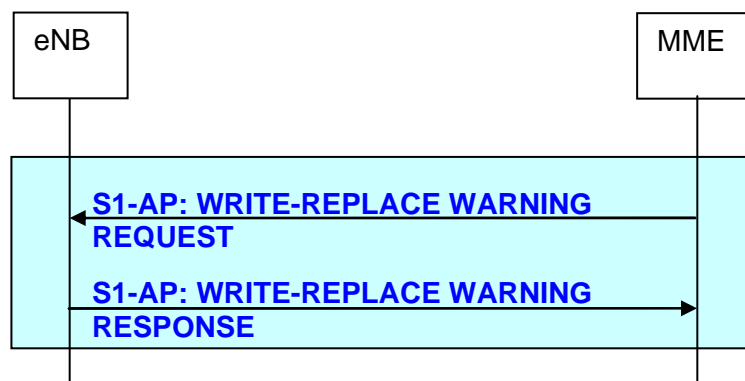 eNB
MME
S1-AP: WRITE-REPLACE WARNING
REQUEST
S1-AP: WRITE-REPLACE WARNING
RESPONSE